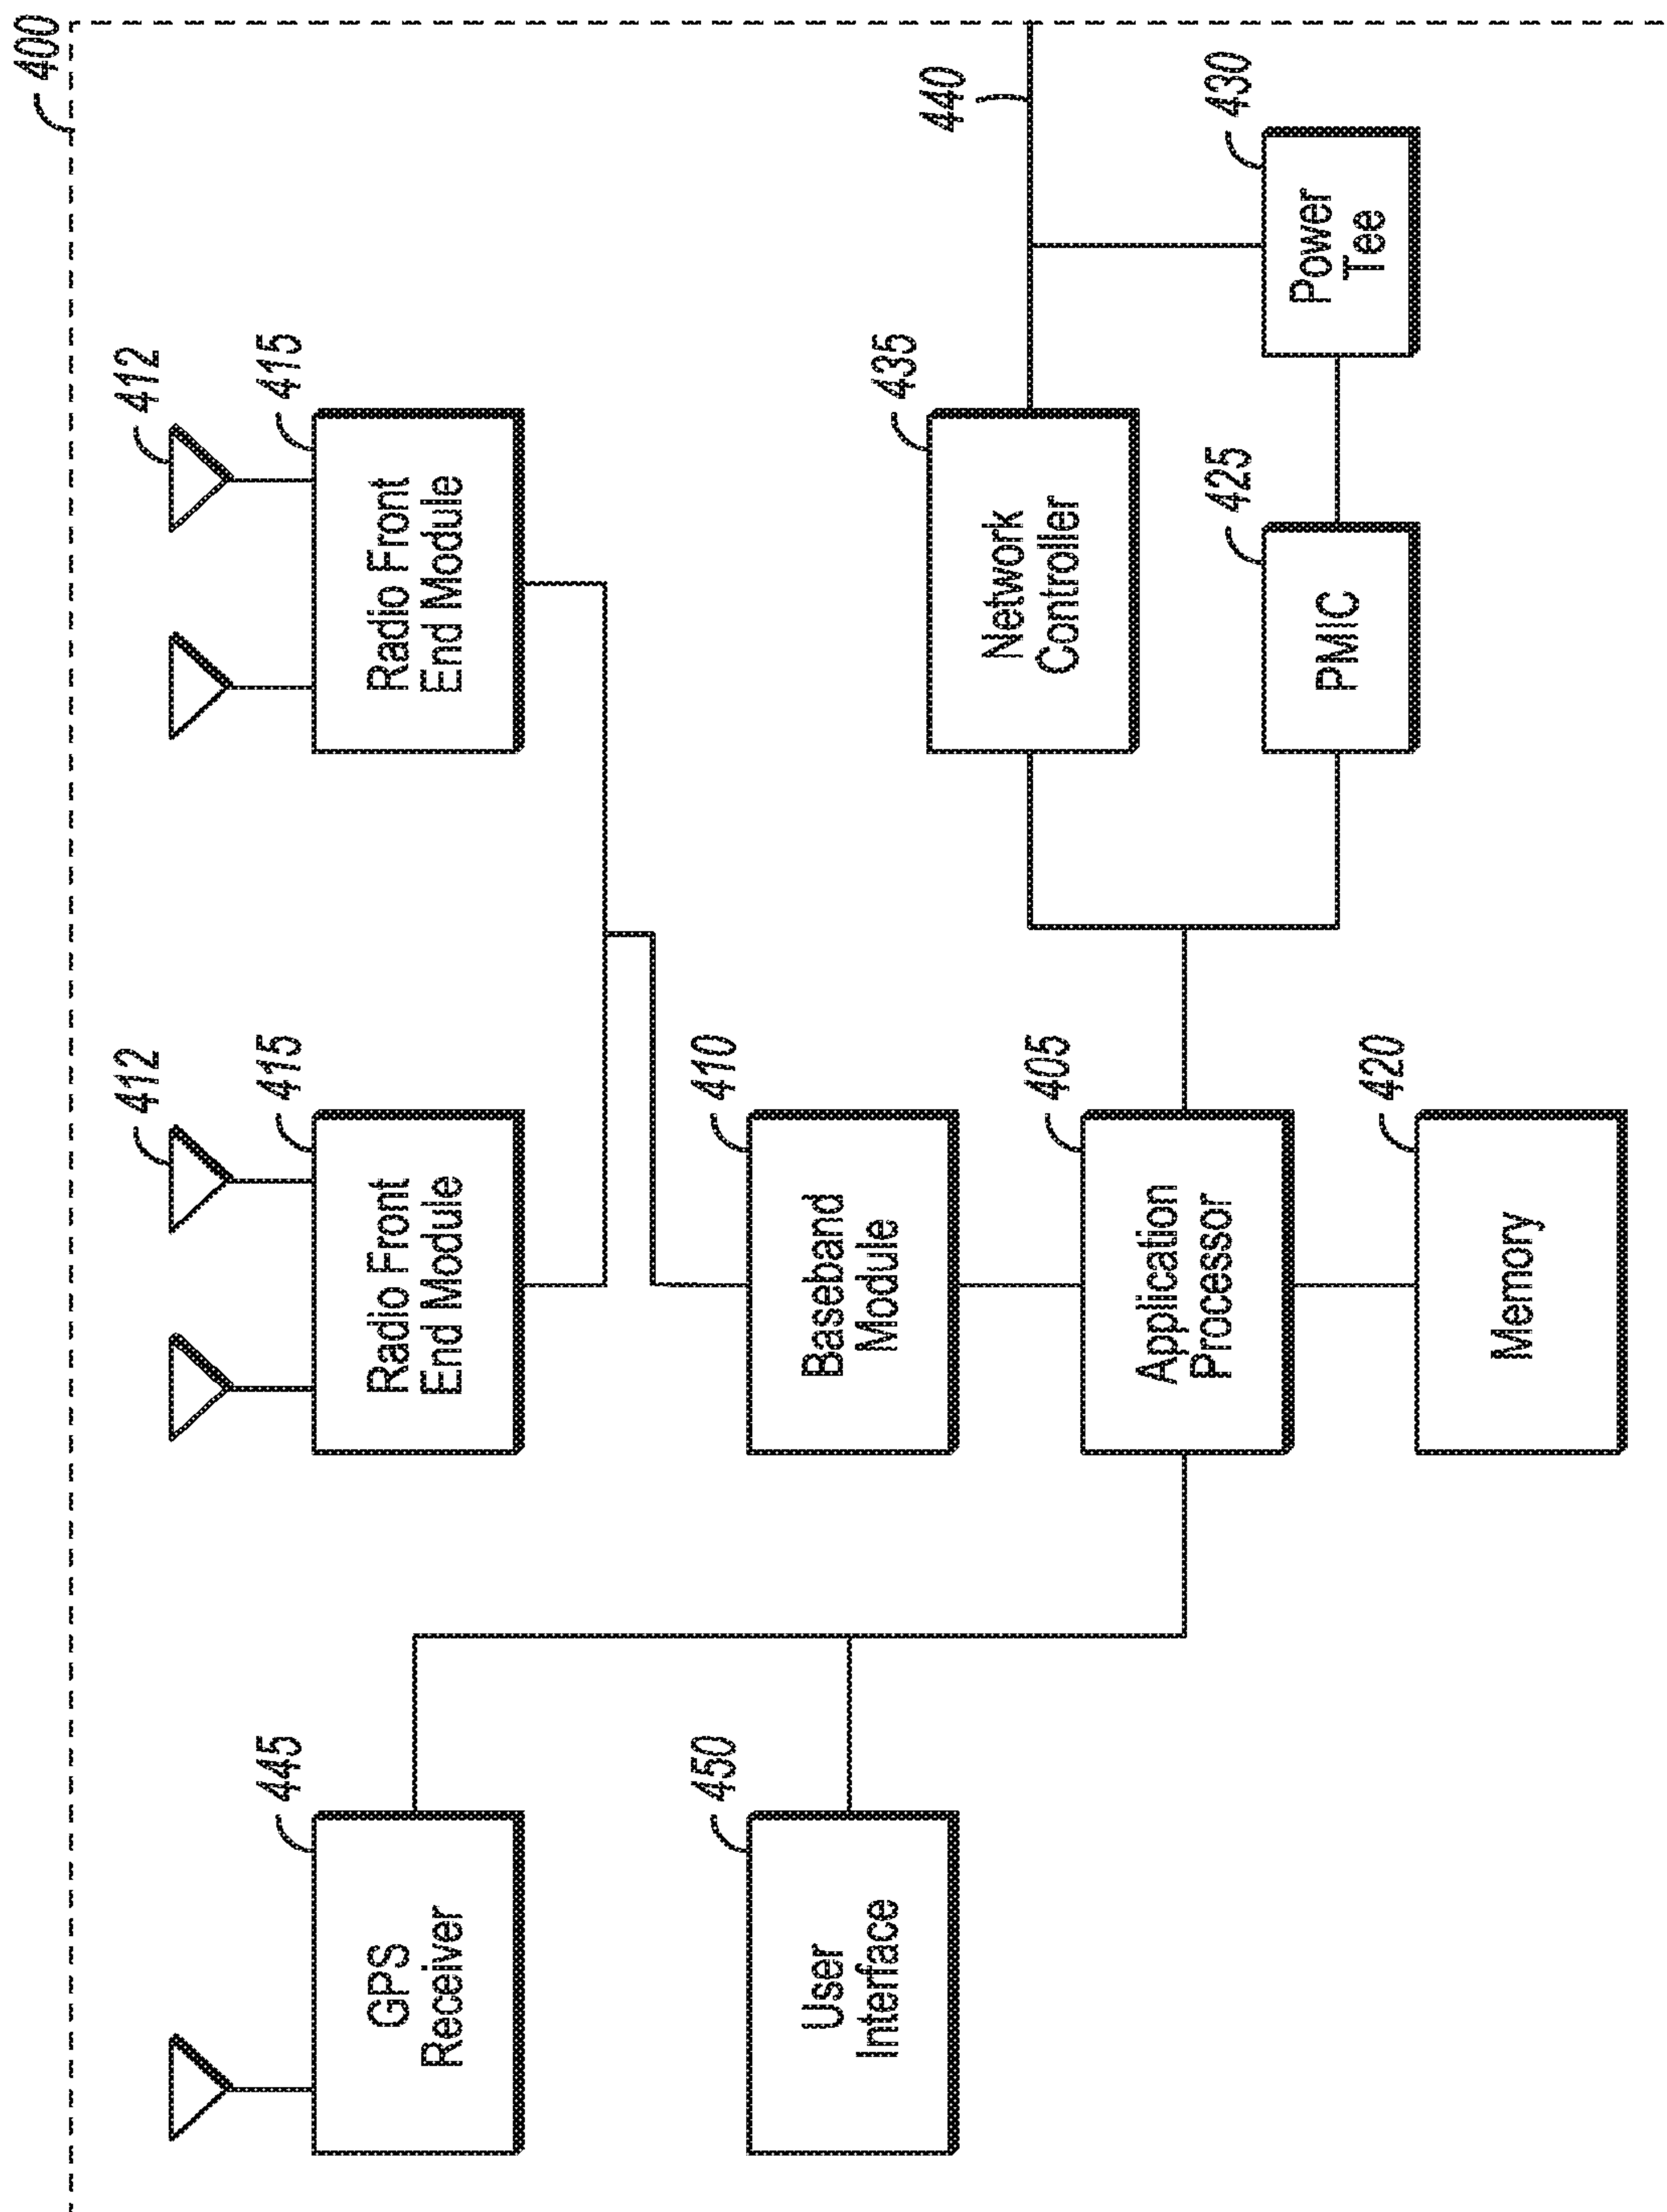 400
412
412
445
415
415
GPS
Receiver
Radio Front
End Module
Radio Front
End Module
450
410
435
440
User
Interface
Baseband
Module
Network
Controller
405
425
430
Application
Processor
PMIC
Power
Tee
420
Memory